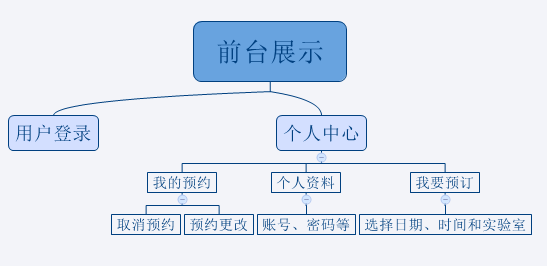 前台展示
用户登录
个人中心
我的预约
个人资料
我要预订
取消预约
预约更改
账号、密码等
选择日期、时间和实验室